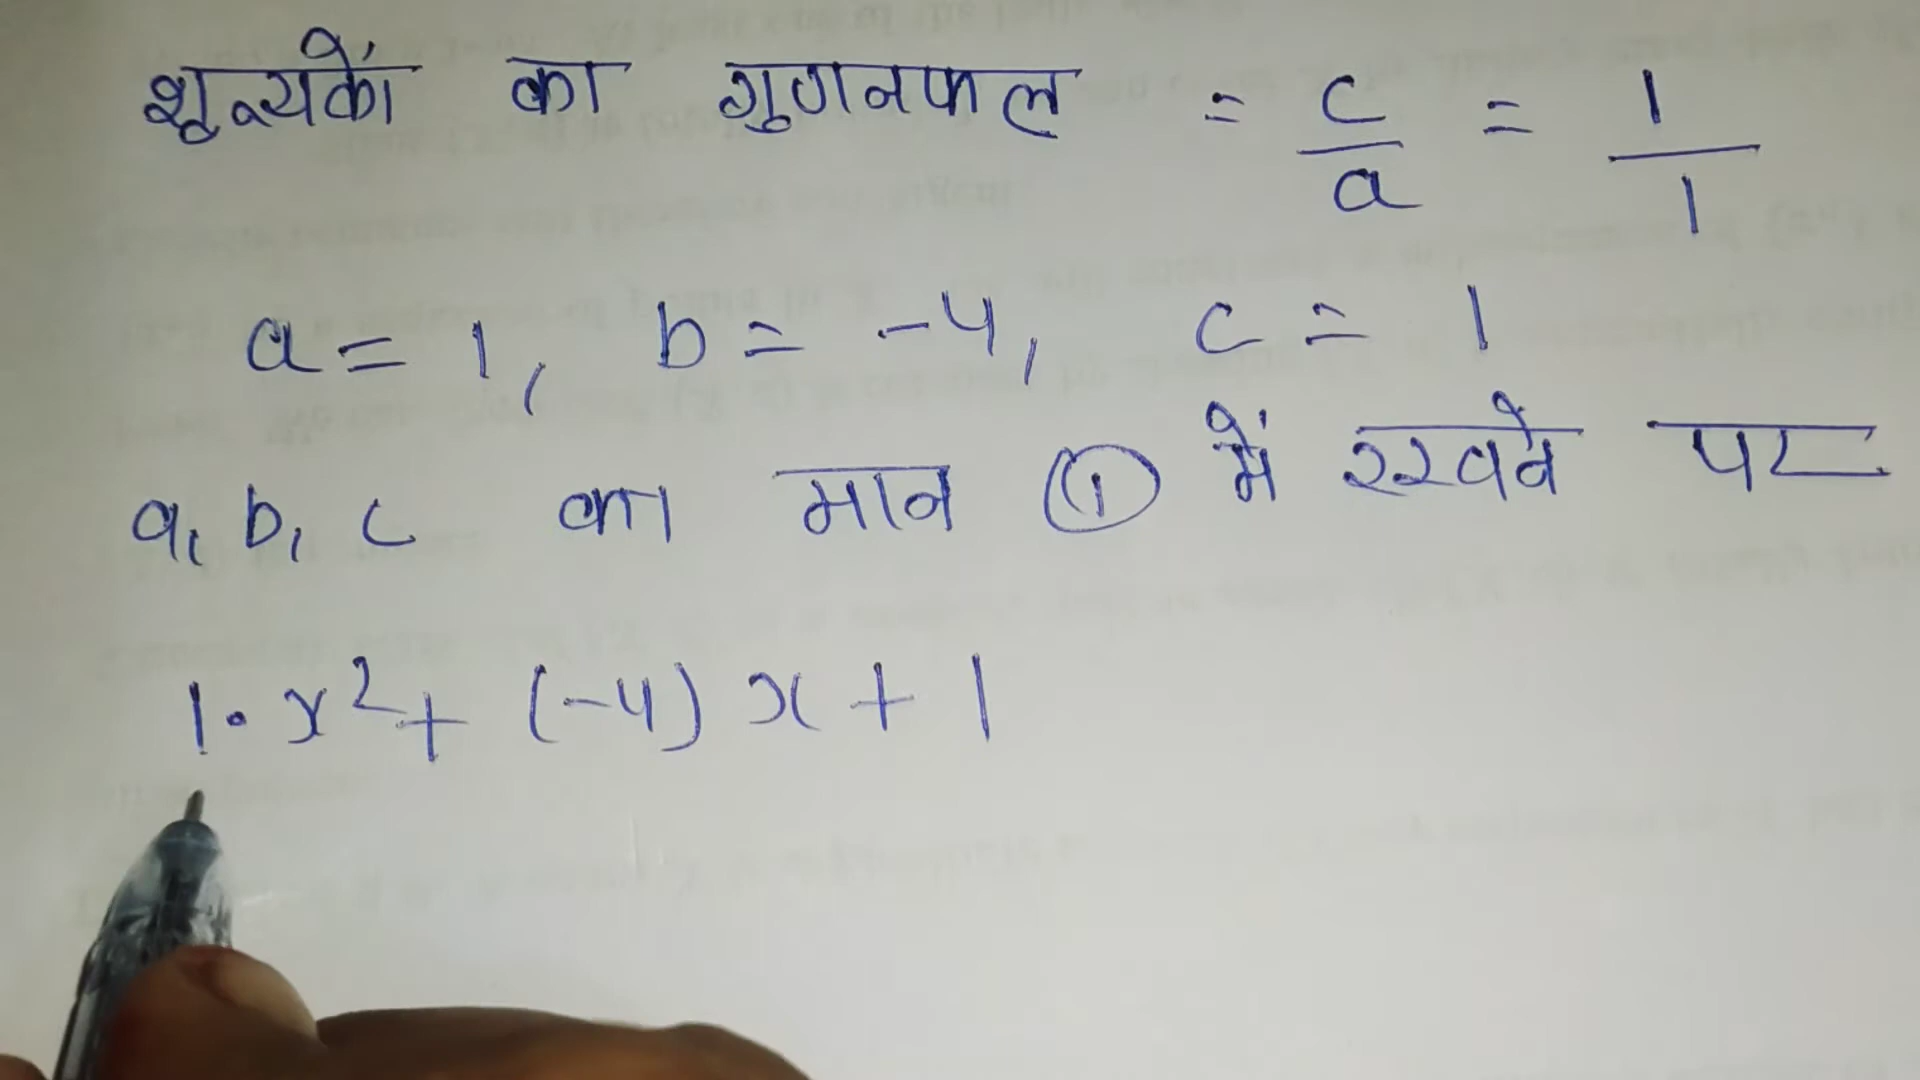 शून्यकों का गुणनफल = c/a = 1/1
a = 1, b = -4, c = 1
a, b, c का मान ① में रखने पर
1. x² + (-4) x + 1